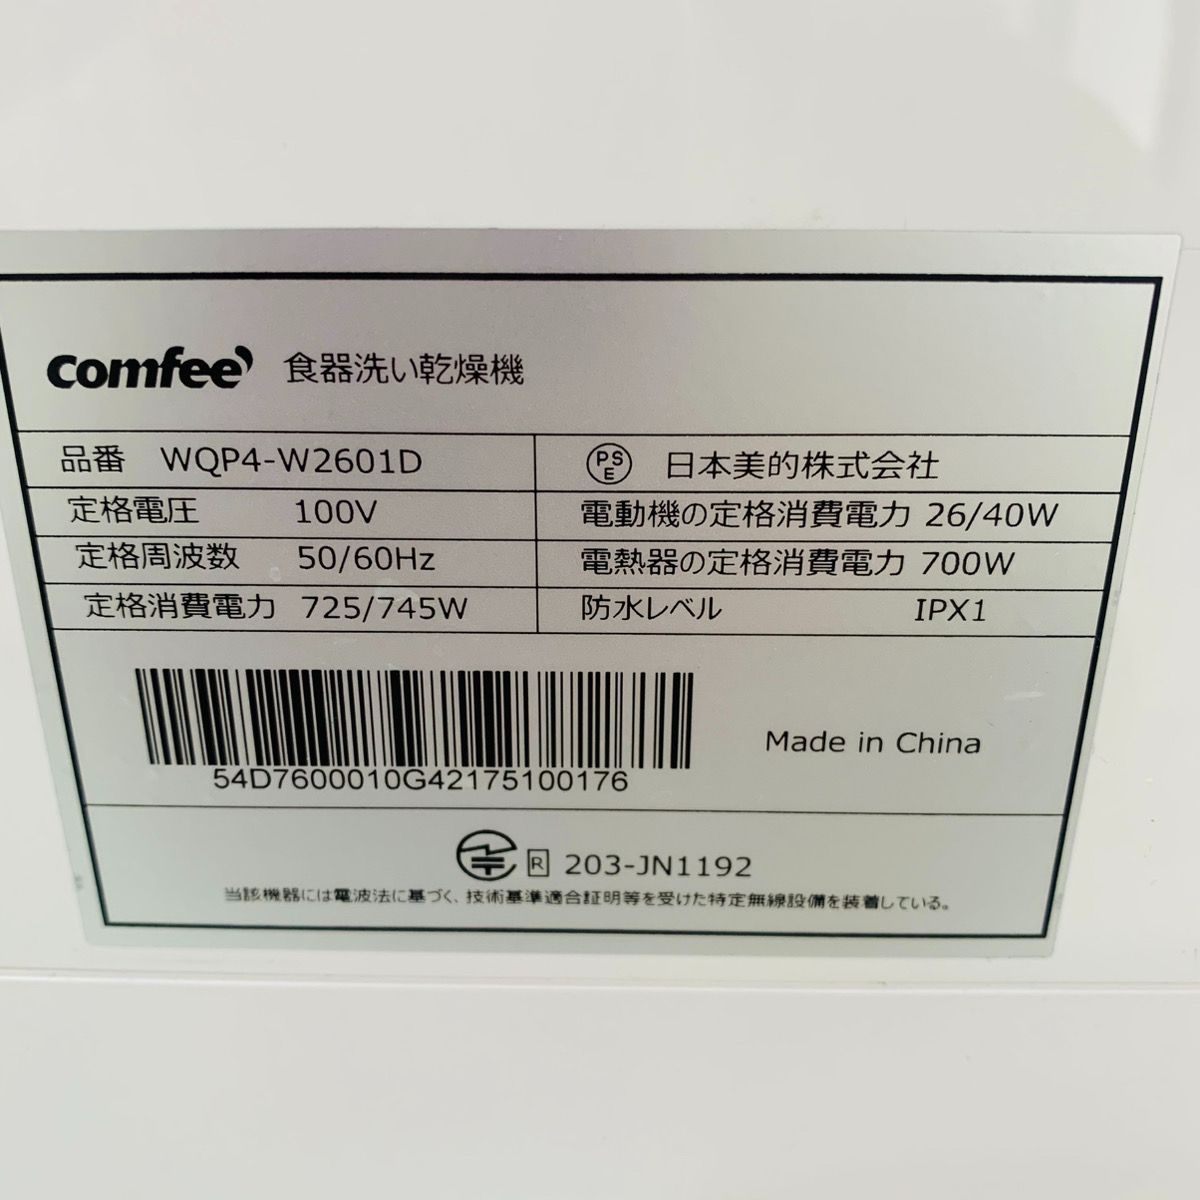 comfee' 食器洗い乾燥機
品番 WQP4-W2601D
PSE 日本美的株式会社
定格電圧 100V
電動機の定格消費電力 26/40W
定格周波数 50/60Hz
電熱器の定格消費電力 700W
定格消費電力 725/745W
防水レベル IPX1
54D7600010G42175100176
Made in China
R 203-JN1192
当該機器には電波法に基づく、技術基準適合証明等を受けた特定無線設備を装着している。